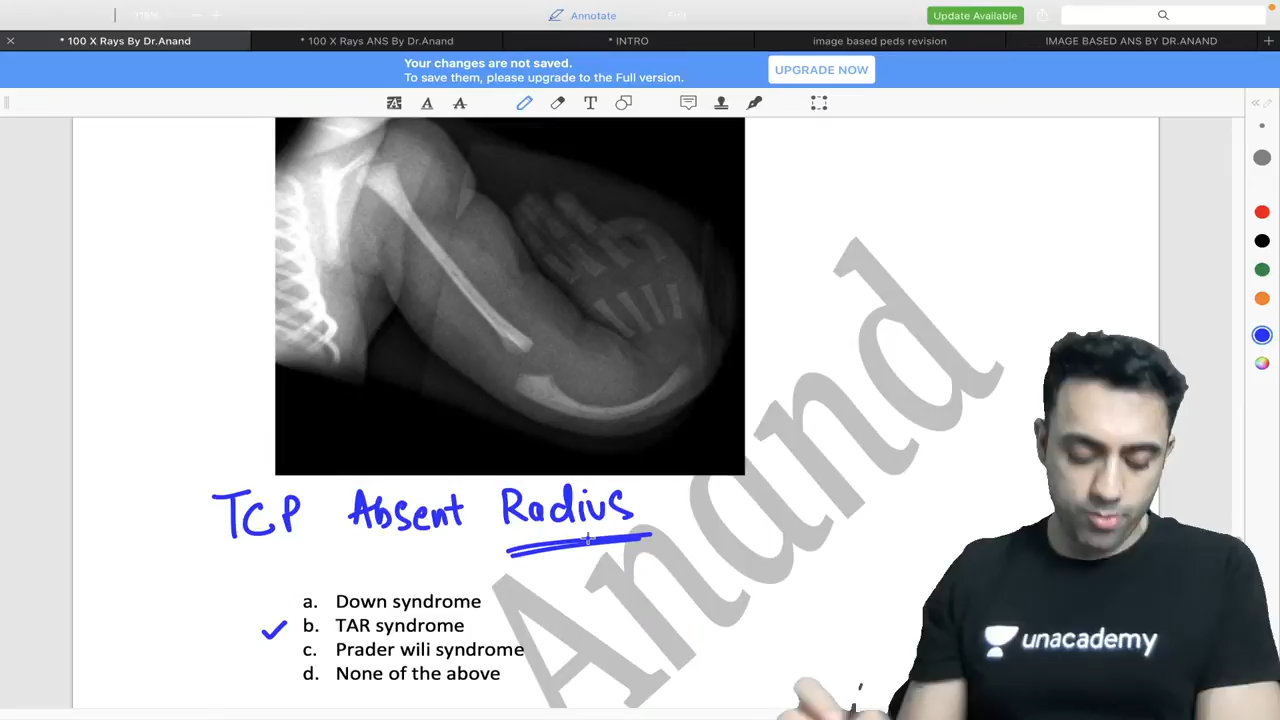 Annotate
Update Available
* 100 X Rays By Dr.Anand
* 100 X Rays ANS By Dr.Anand
* INTRO
image based peds revision
IMAGE BASED ANS BY DR.ANAND
Your changes are not saved.
To save them, please upgrade to the Full version.
UPGRADE NOW
TCP Absent Radius
a. Down syndrome
b. TAR syndrome
c. Prader wili syndrome
d. None of the above
Anand
unacademy